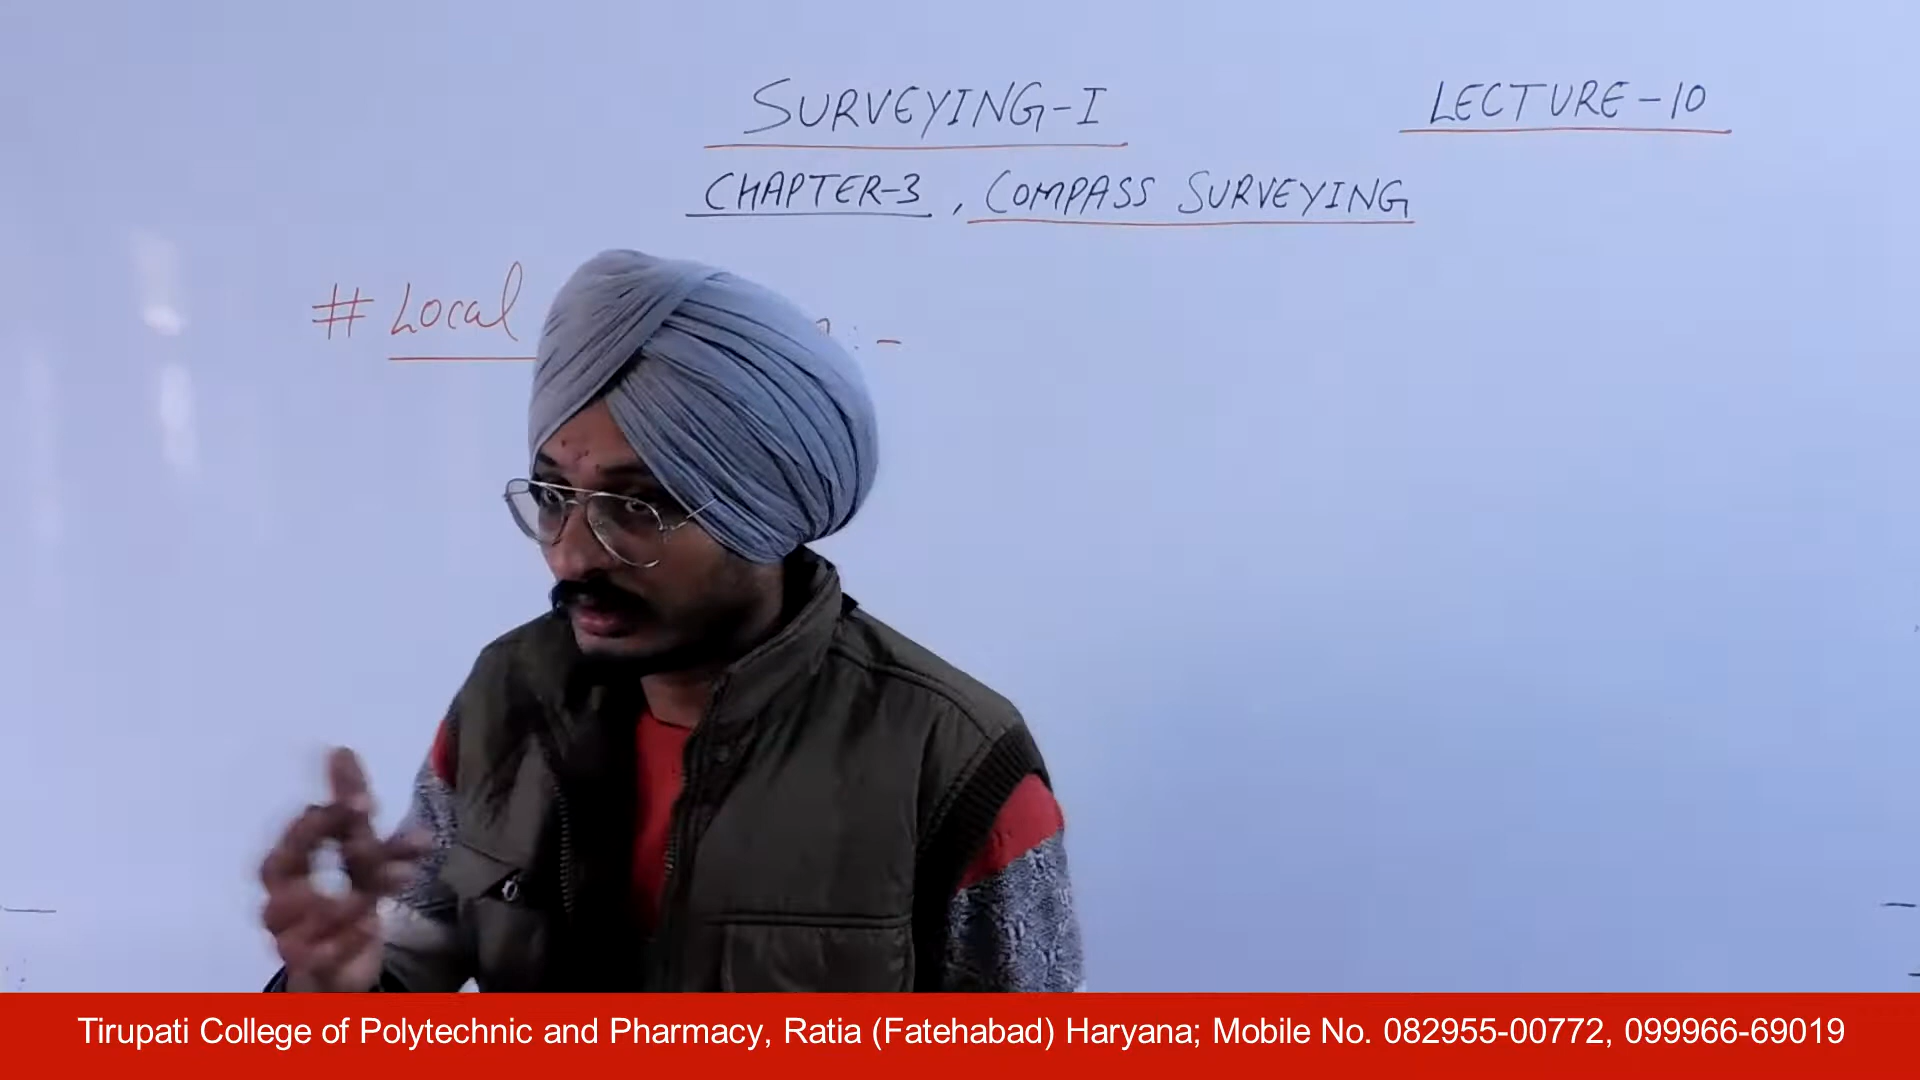 SURVEYING-I
LECTURE-10
CHAPTER-3, COMPASS SURVEYING
# Local :-
Tirupati College of Polytechnic and Pharmacy, Ratia (Fatehabad) Haryana; Mobile No. 082955-00772, 099966-69019